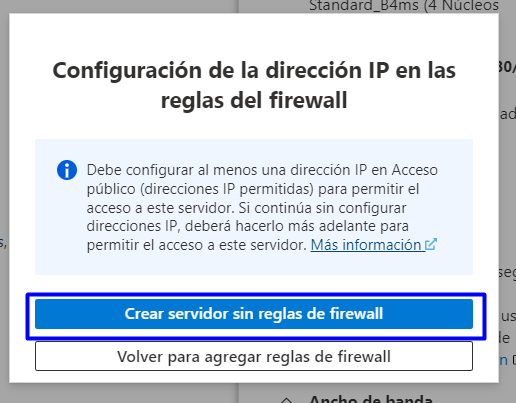 Standard_B4ms (4 Núcleos
Configuración de la dirección IP en las
reglas del firewall
Debe configurar al menos una dirección IP en Acceso
público (direcciones IP permitidas) para permitir el
acceso a este servidor. Si continúa sin configurar
direcciones IP, deberá hacerlo más adelante para
permitir el acceso a este servidor. Más información
Crear servidor sin reglas de firewall
Volver para agregar reglas de firewall
Ancho de banda